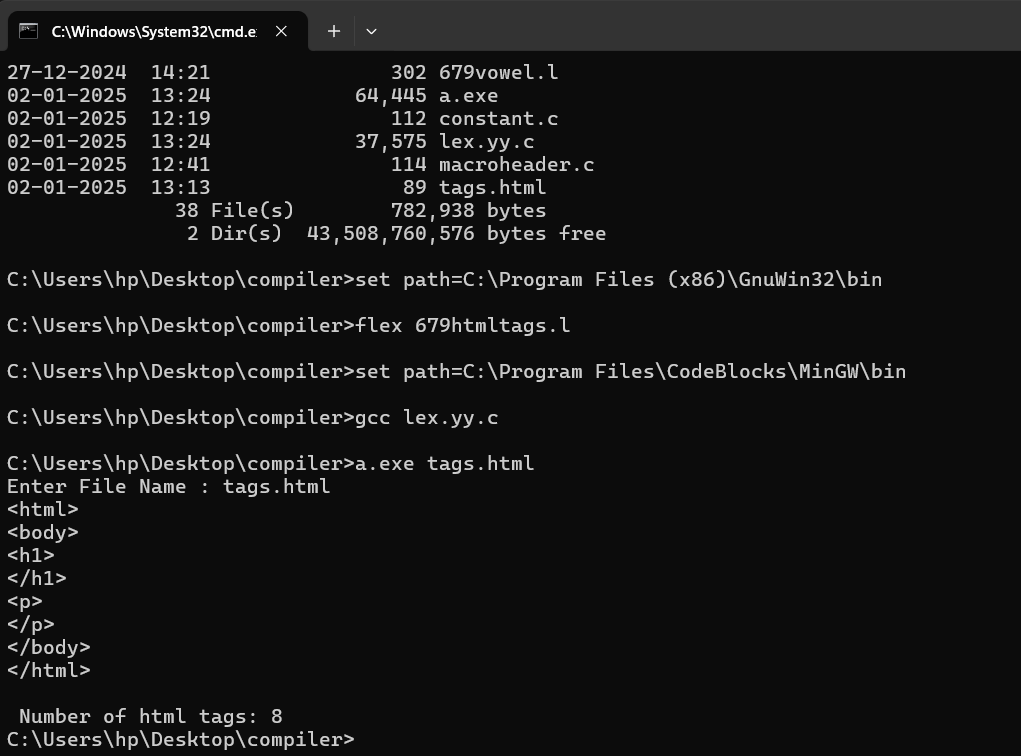 C:\Windows\System32\cmd.e
27-12-2024  14:21               302 679vowel.l
02-01-2025  13:24            64,445 a.exe
02-01-2025  12:19               112 constant.c
02-01-2025  13:24            37,575 lex.yy.c
02-01-2025  12:41               114 macroheader.c
02-01-2025  13:13                89 tags.html
              38 File(s)        782,938 bytes
               2 Dir(s)  43,508,760,576 bytes free
C:\Users\hp\Desktop\compiler>set path=C:\Program Files (x86)\GnuWin32\bin
C:\Users\hp\Desktop\compiler>flex 679htmltags.l
C:\Users\hp\Desktop\compiler>set path=C:\Program Files\CodeBlocks\MinGW\bin
C:\Users\hp\Desktop\compiler>gcc lex.yy.c
C:\Users\hp\Desktop\compiler>a.exe tags.html
Enter File Name : tags.html
<html>
<body>
<h1>
</h1>
<p>
</p>
</body>
</html>
 Number of html tags: 8
C:\Users\hp\Desktop\compiler>